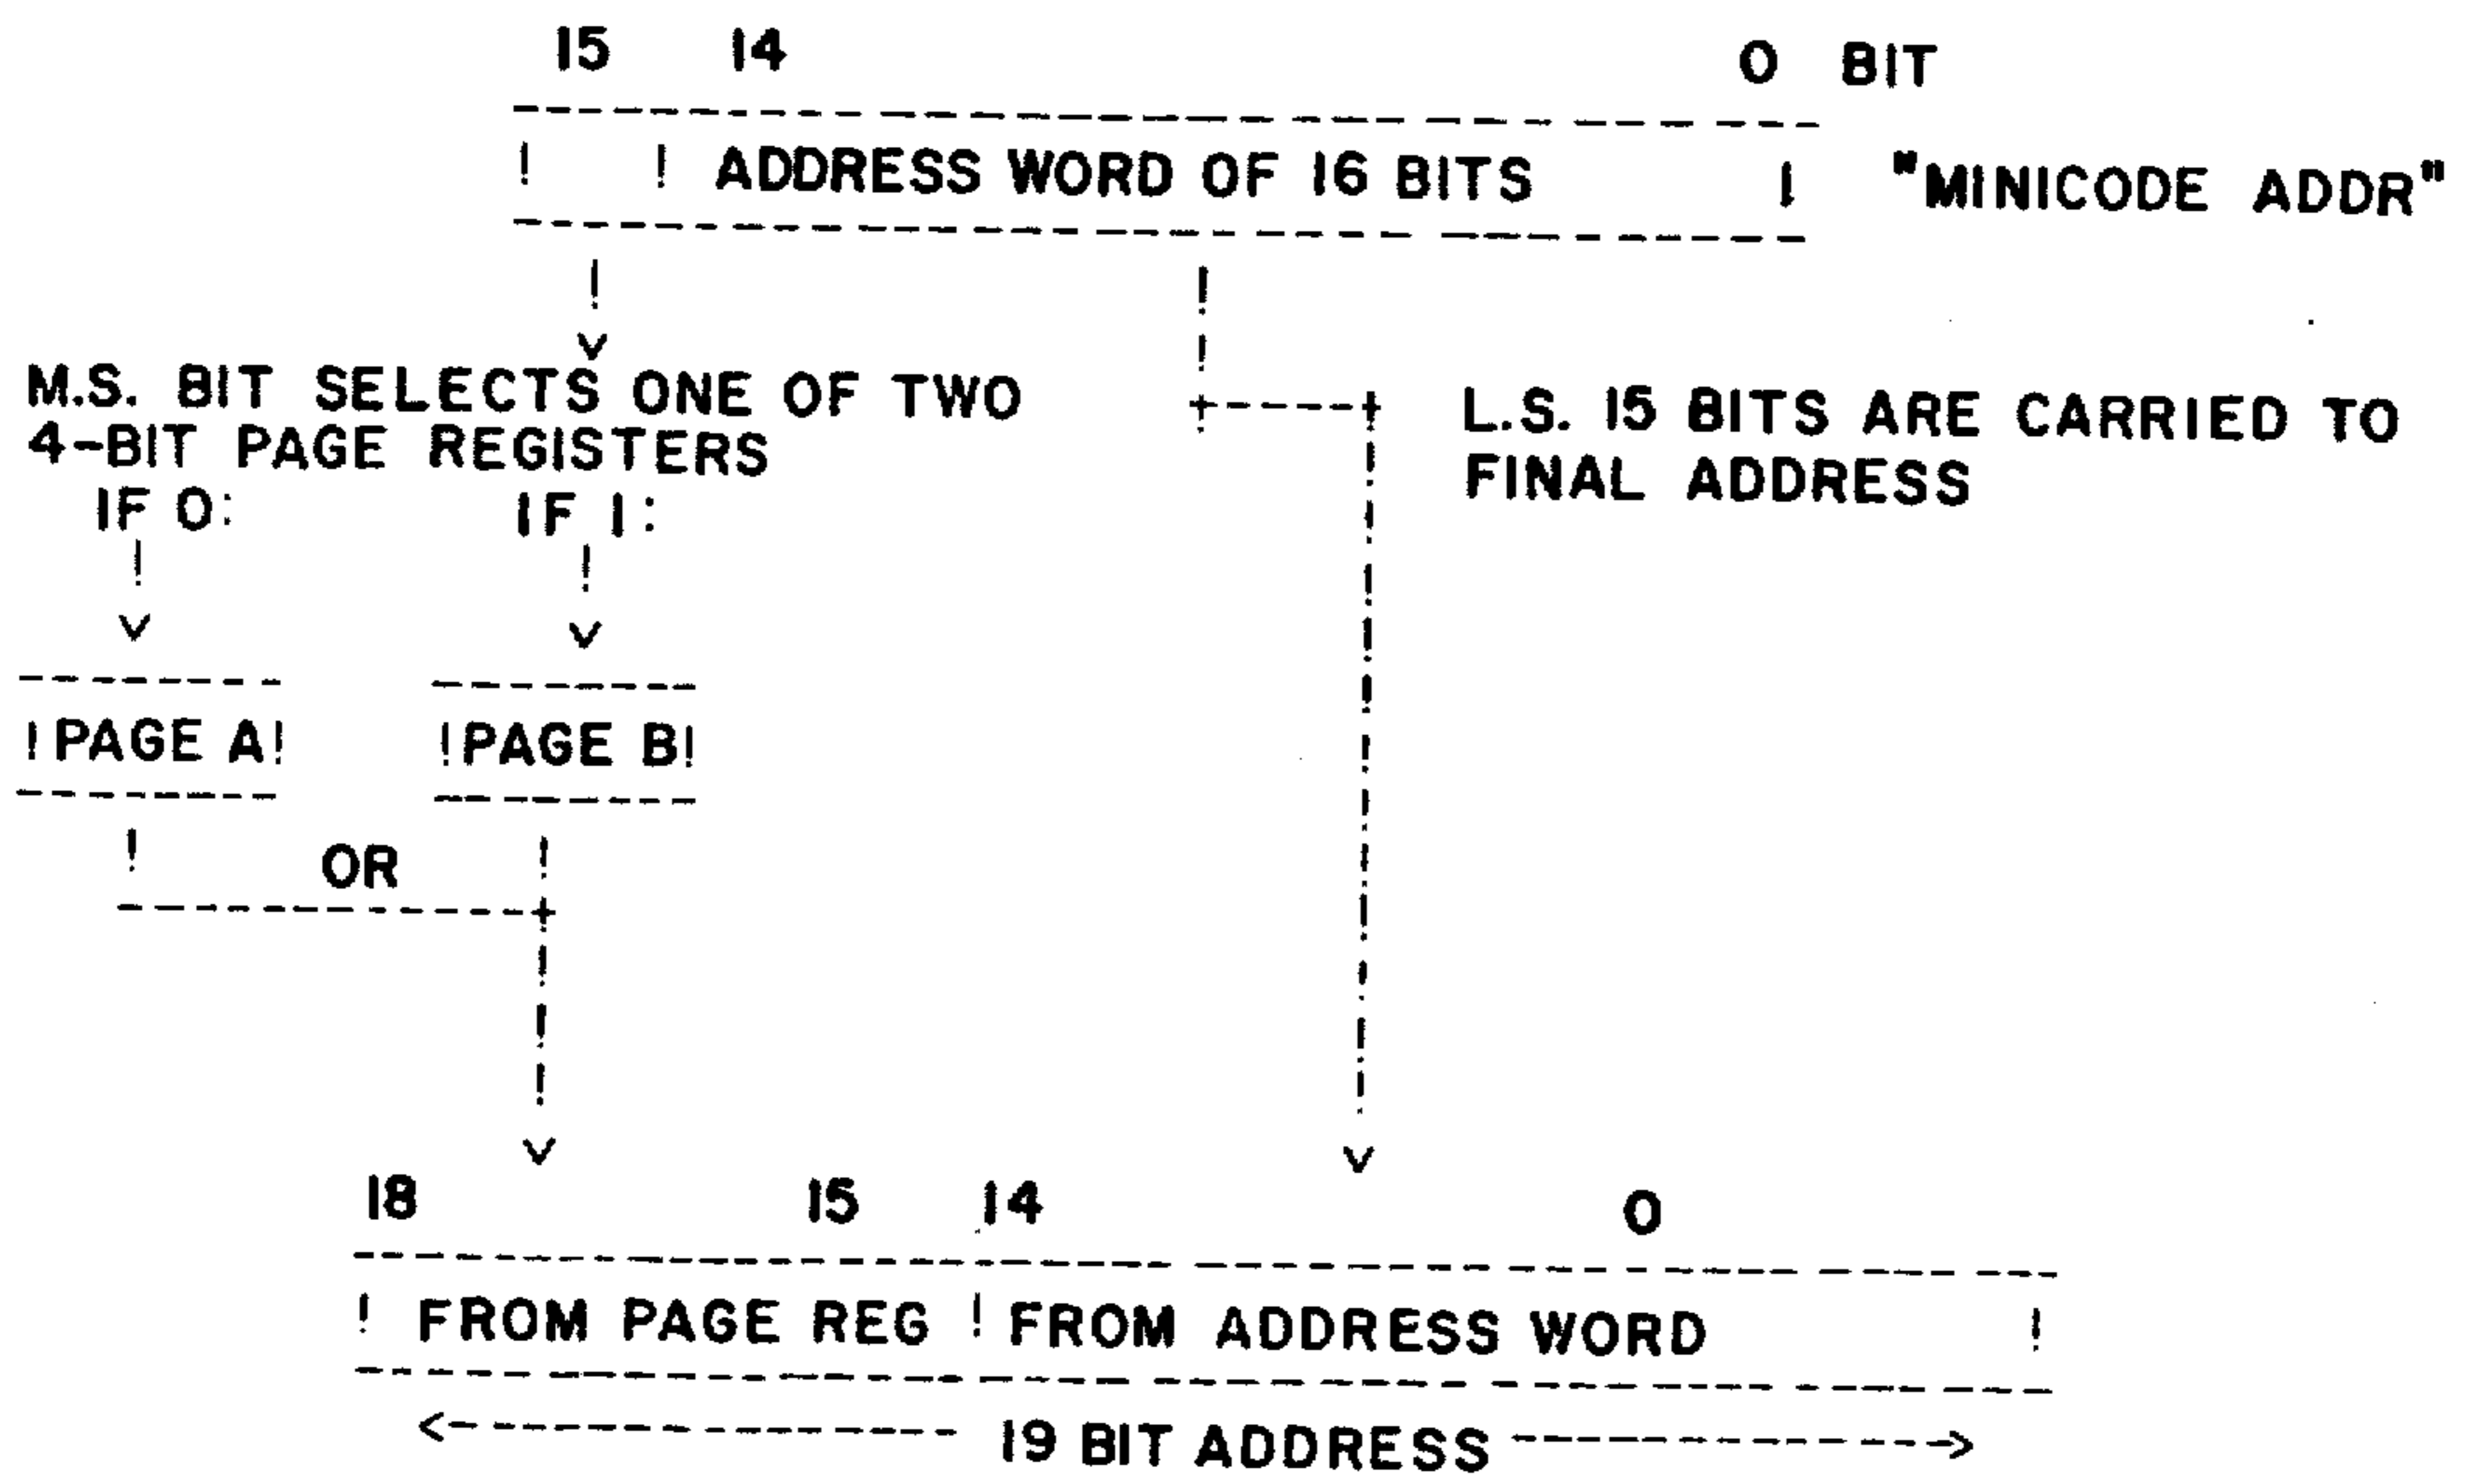 15 14 0 BIT
! ! ADDRESS WORD OF 16 BITS ! "MINICODE ADDR"
M.S. BIT SELECTS ONE OF TWO
4-BIT PAGE REGISTERS
L.S. 15 BITS ARE CARRIED TO
FINAL ADDRESS
IF 0: IF 1:
!PAGE A! !PAGE B!
OR
18 15 14 0
! FROM PAGE REG ! FROM ADDRESS WORD !
<-------------- 19 BIT ADDRESS ------------->